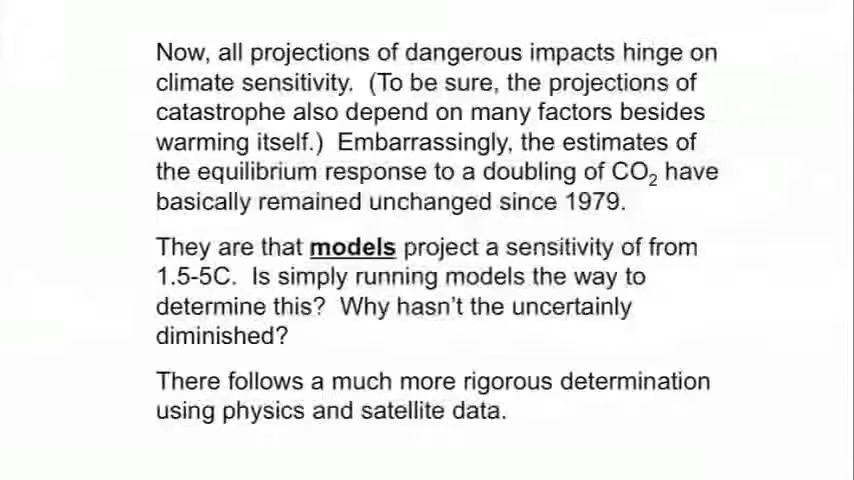 Now, all projections of dangerous impacts hinge on
climate sensitivity.  (To be sure, the projections of
catastrophe also depend on many factors besides
warming itself.)  Embarrassingly, the estimates of
the equilibrium response to a doubling of CO₂ have
basically remained unchanged since 1979.
They are that models project a sensitivity of from
1.5-5C.  Is simply running models the way to
determine this?  Why hasn't the uncertainly
diminished?
There follows a much more rigorous determination
using physics and satellite data.